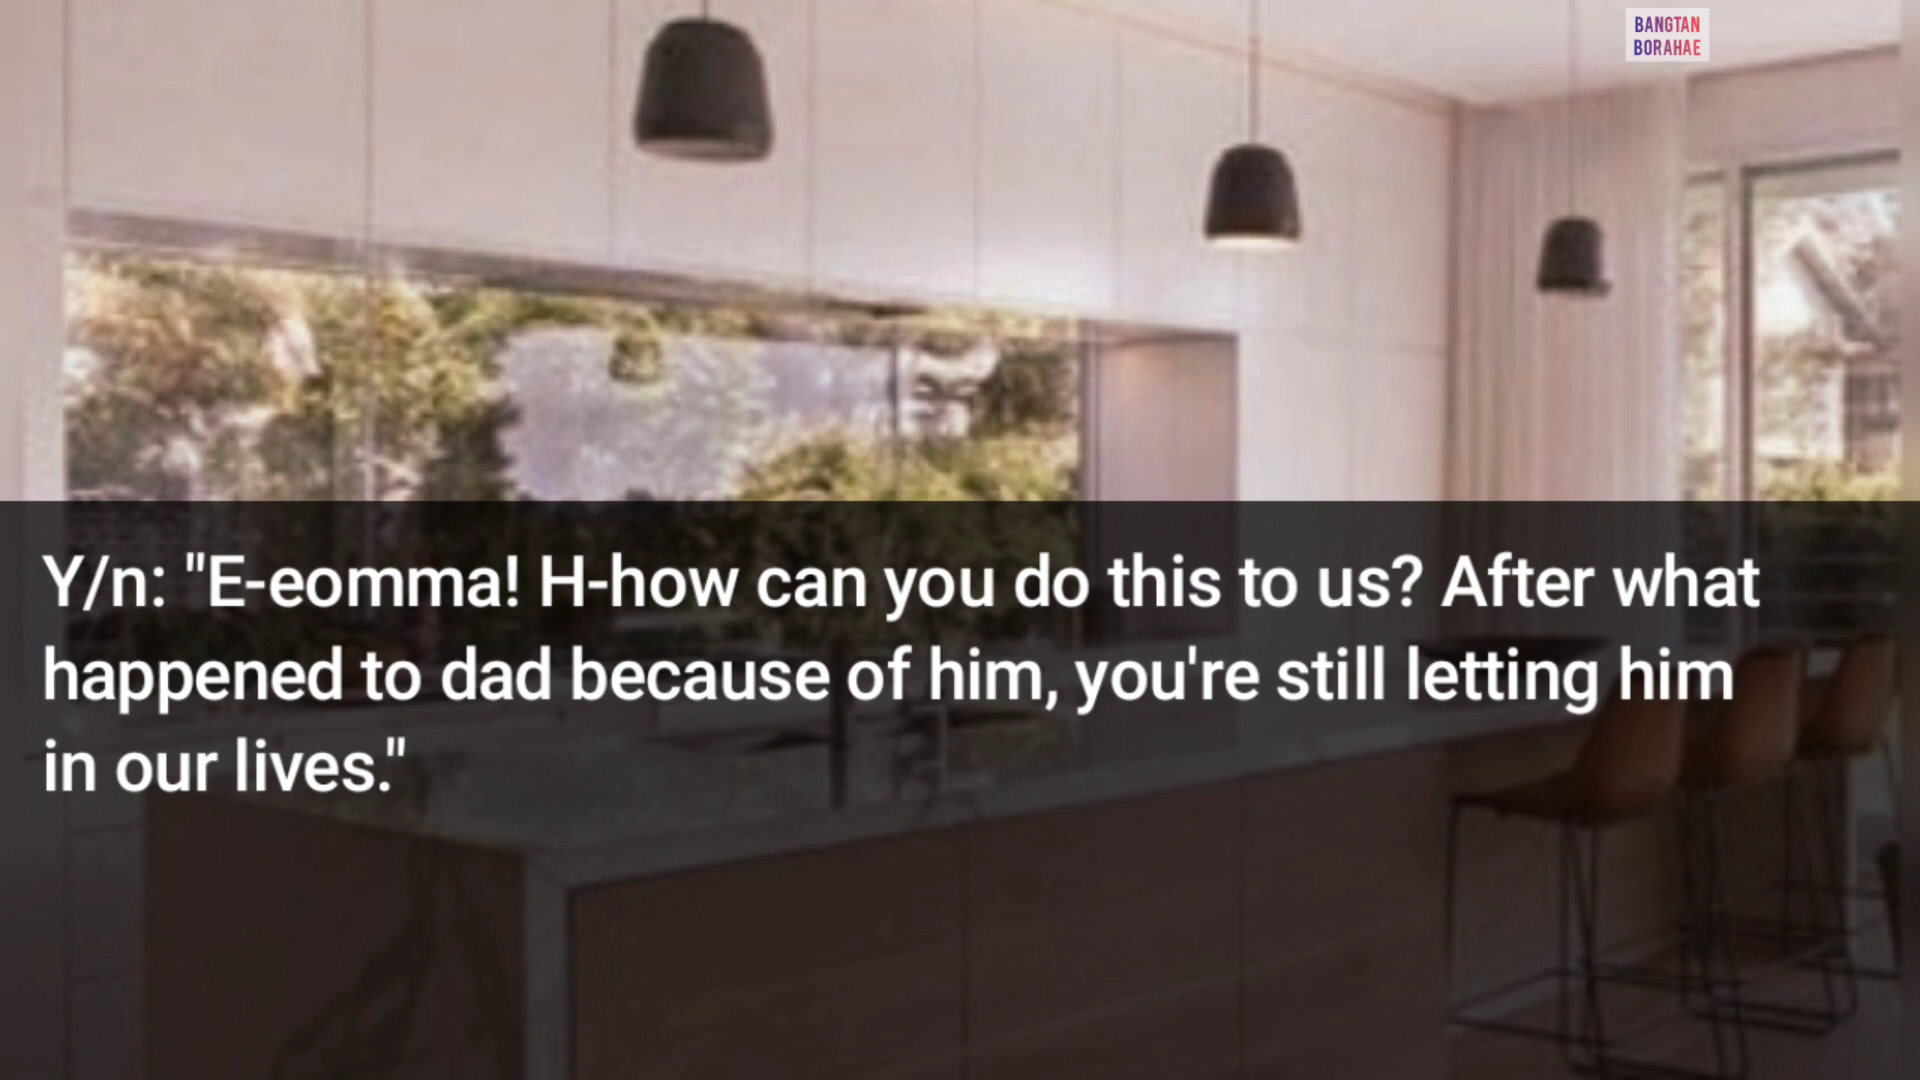 BANGTAN
BORAHAE
Y/n: "E-eomma! H-how can you do this to us? After what
happened to dad because of him, you're still letting him
in our lives."